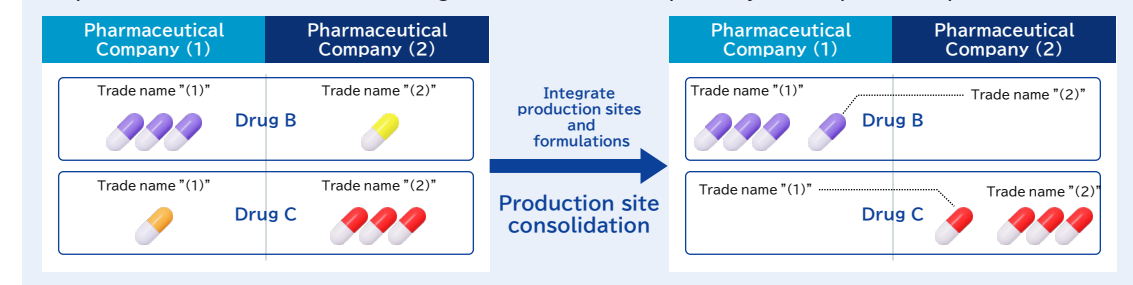 Pharmaceutical
Company (1)
Pharmaceutical
Company (2)
Trade name "(1)"
Trade name "(2)"
Drug B
Trade name "(1)"
Trade name "(2)"
Drug C
Integrate
production sites
and
formulations
Production site
consolidation
Pharmaceutical
Company (1)
Pharmaceutical
Company (2)
Trade name "(1)"
Trade name "(2)"
Drug B
Trade name "(1)"
Trade name "(2)"
Drug C